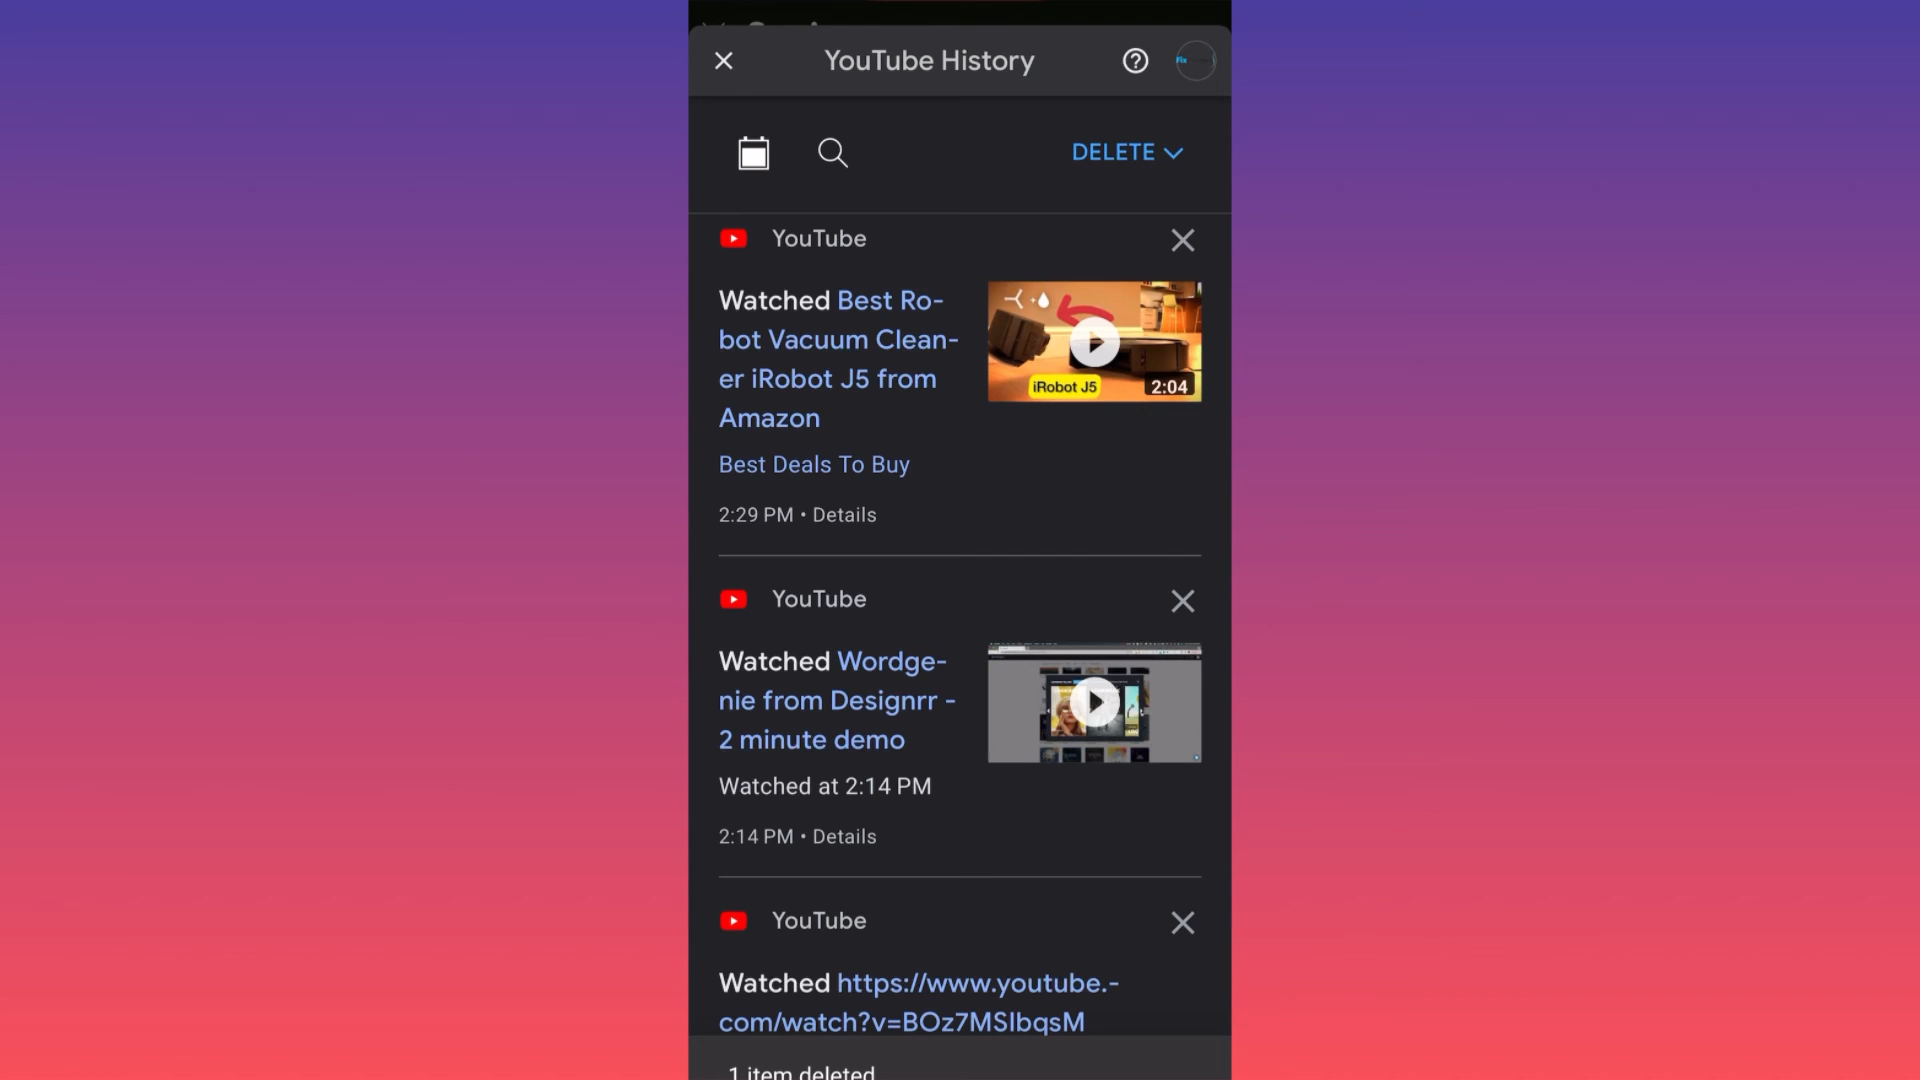 YouTube History
Fix
DELETE
YouTube
Watched Best Ro-
bot Vacuum Clean-
er iRobot J5 from
Amazon
iRobot J5
2:04
Best Deals To Buy
2:29 PM • Details
YouTube
Watched Wordge-
nie from Designrr -
2 minute demo
Watched at 2:14 PM
2:14 PM • Details
YouTube
Watched https://www.youtube.-
com/watch?v=BOz7MSIbqsM
1 item deleted